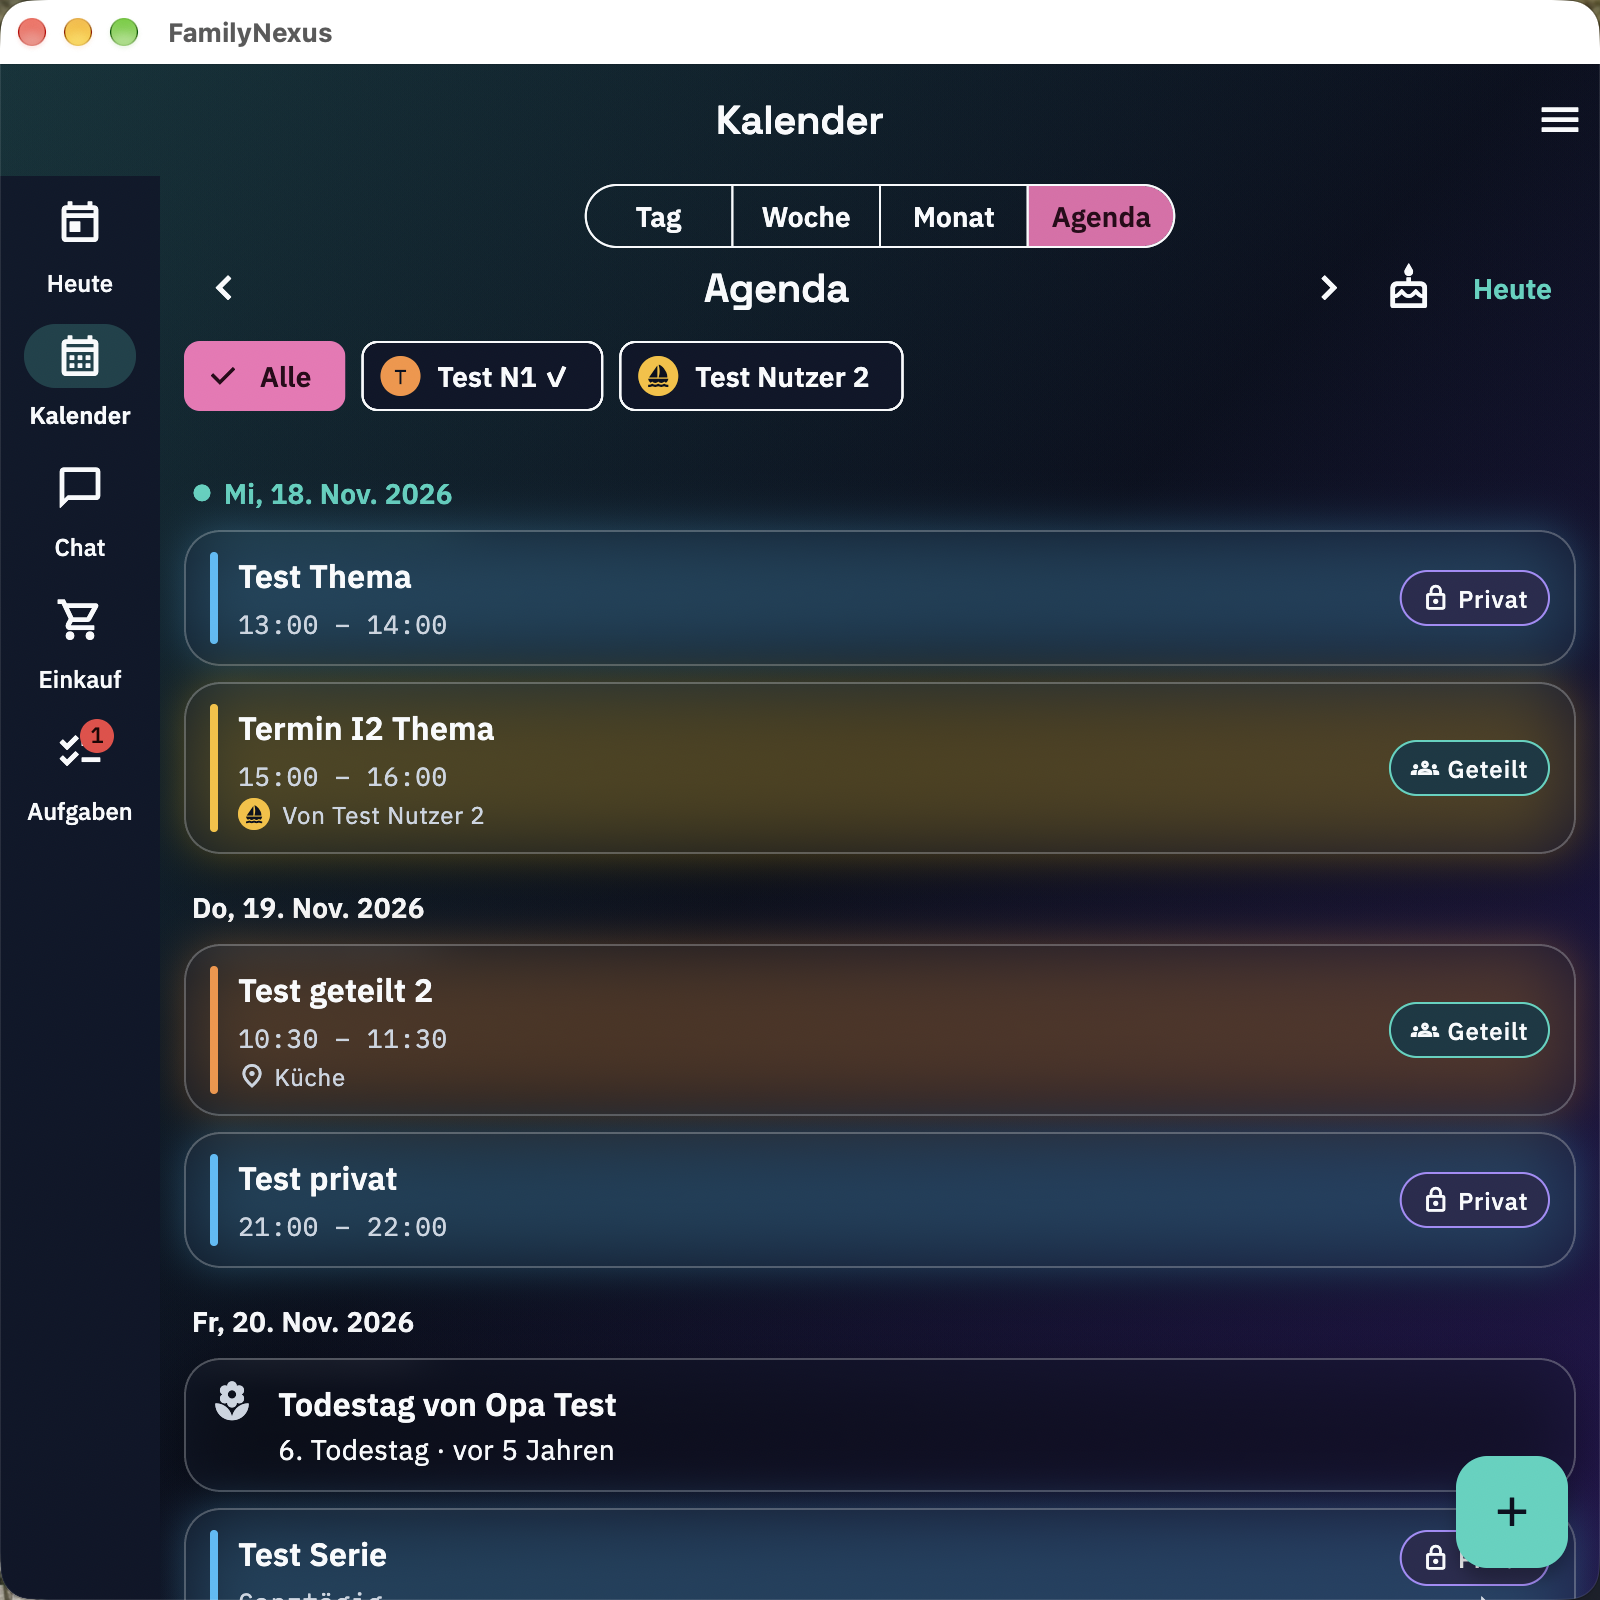 FamilyNexus
Kalender
Tag Woche Monat Agenda
Agenda Heute
Alle T Test N1 ✓ Test Nutzer 2
Heute
Kalender
Chat
Einkauf
1
Aufgaben
Mi, 18. Nov. 2026
Test Thema
13:00 – 14:00
Privat
Termin I2 Thema
15:00 – 16:00
Von Test Nutzer 2
Geteilt
Do, 19. Nov. 2026
Test geteilt 2
10:30 – 11:30
Küche
Geteilt
Test privat
21:00 – 22:00
Privat
Fr, 20. Nov. 2026
Todestag von Opa Test
6. Todestag · vor 5 Jahren
Test Serie